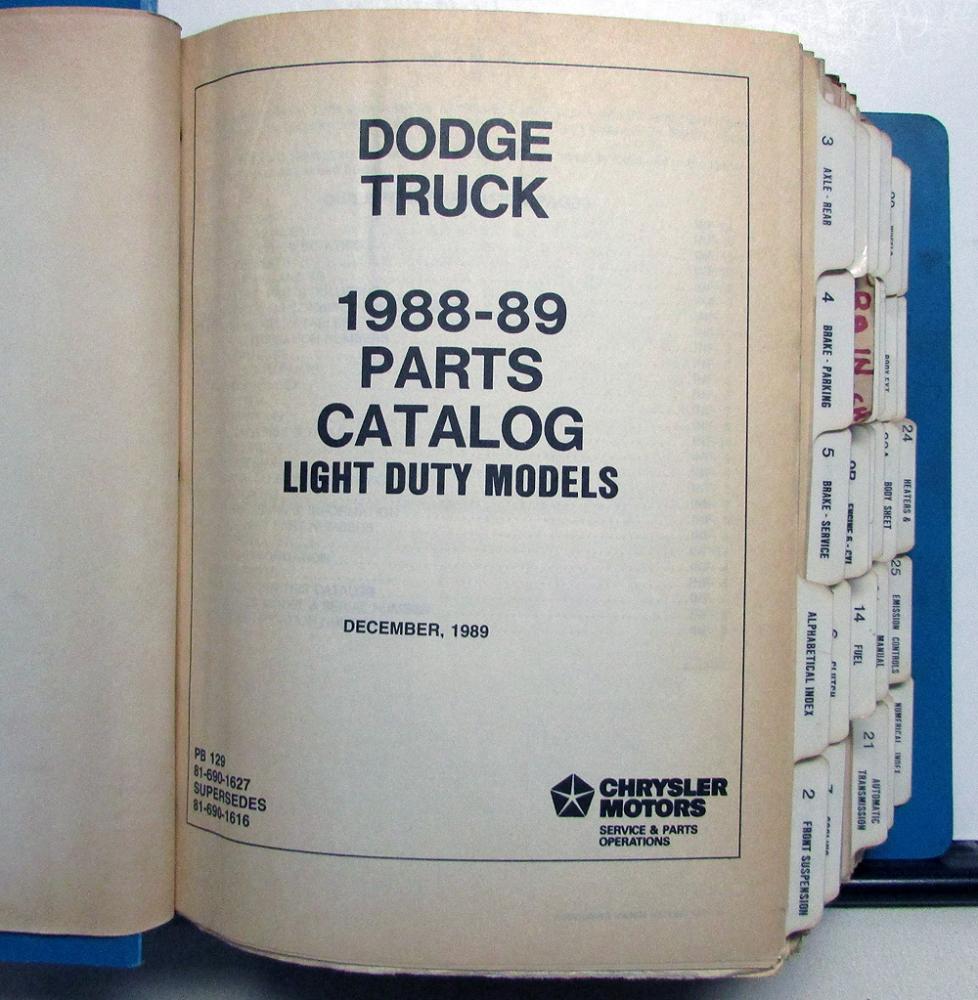 DODGE
TRUCK
1988-89
PARTS
CATALOG
LIGHT DUTY MODELS
DECEMBER, 1989
PB 129
81-690-1627
SUPERSEDES
81-690-1616
CHRYSLER
MOTORS
SERVICE & PARTS
OPERATIONS
3 AXLE - REAR
4 BRAKE - PARKING
5 BRAKE - SERVICE
ALPHABETICAL INDEX
2 FRONT SUSPENSION
IN
CLUTCH
14 FUEL
21 AUTOMATIC
TRANSMISSION
BODY SHEET
MANUAL
24 HEATERS &
25 EMISSION CONTROLS
NUMERICAL INDEX